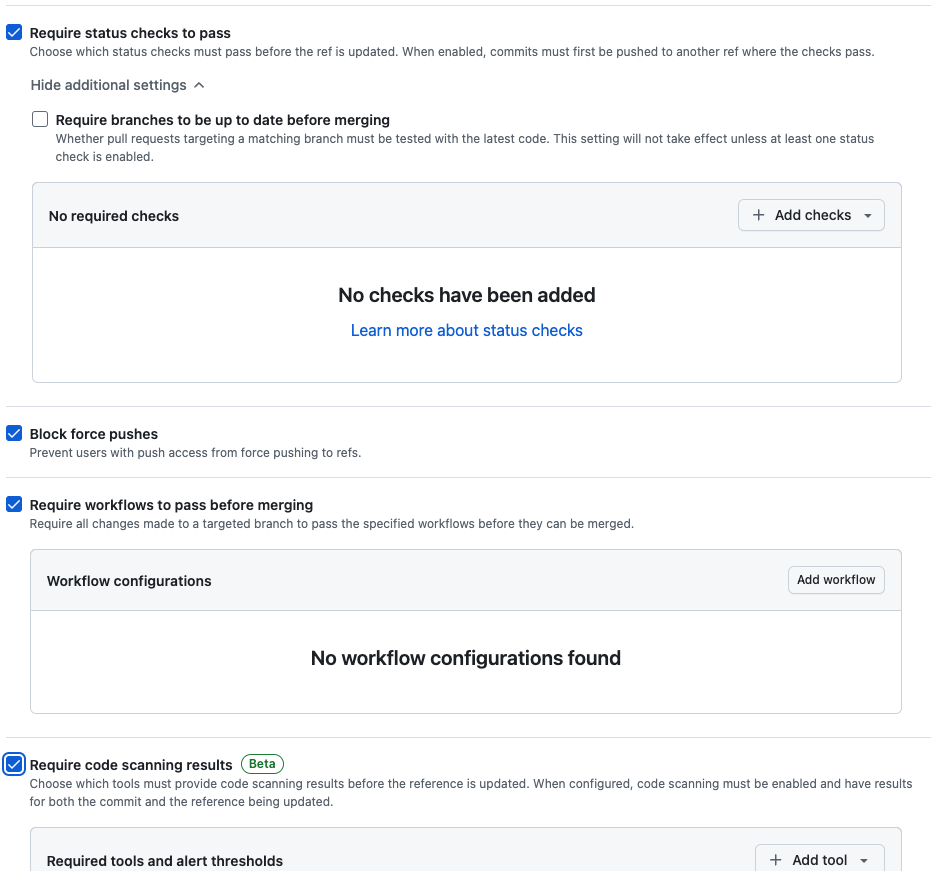 Require status checks to pass
Choose which status checks must pass before the ref is updated. When enabled, commits must first be pushed to another ref where the checks pass.
Hide additional settings
Require branches to be up to date before merging
Whether pull requests targeting a matching branch must be tested with the latest code. This setting will not take effect unless at least one status
check is enabled.
No required checks
Add checks
No checks have been added
Learn more about status checks
Block force pushes
Prevent users with push access from force pushing to refs.
Require workflows to pass before merging
Require all changes made to a targeted branch to pass the specified workflows before they can be merged.
Workflow configurations
Add workflow
No workflow configurations found
Require code scanning results Beta
Choose which tools must provide code scanning results before the reference is updated. When configured, code scanning must be enabled and have results
for both the commit and the reference being updated.
Required tools and alert thresholds
Add tool